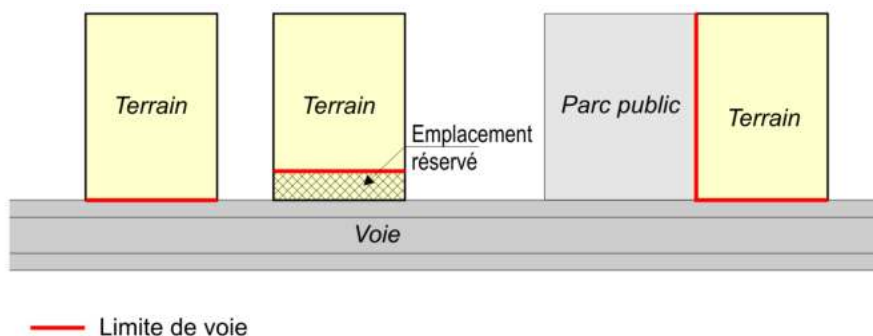 Terrain
Terrain
Emplacement
réservé
Parc public
Terrain
Voie
Limite de voie